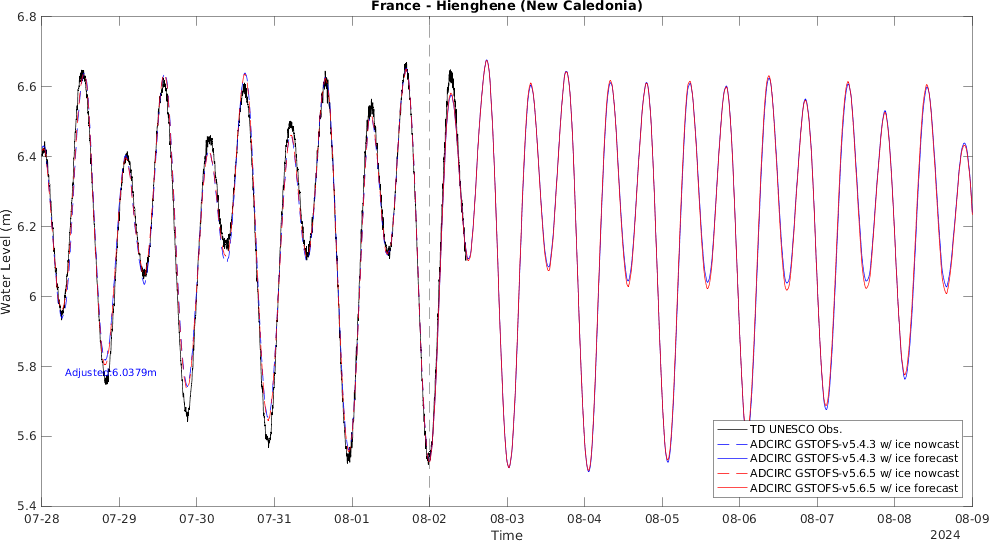 France - Hienghene (New Caledonia)
6.8
6.6
6.4
6.2
6
5.8
5.6
5.4
Water Level (m)
Adjusted 6.0379m
TD UNESCO Obs.
ADCIRC GSTOFS-v5.4.3 w/ ice nowcast
ADCIRC GSTOFS-v5.4.3 w/ ice forecast
ADCIRC GSTOFS-v5.6.5 w/ ice nowcast
ADCIRC GSTOFS-v5.6.5 w/ ice forecast
07-28 07-29 07-30 07-31 08-01 08-02 08-03 08-04 08-05 08-06 08-07 08-08 08-09
Time
2024